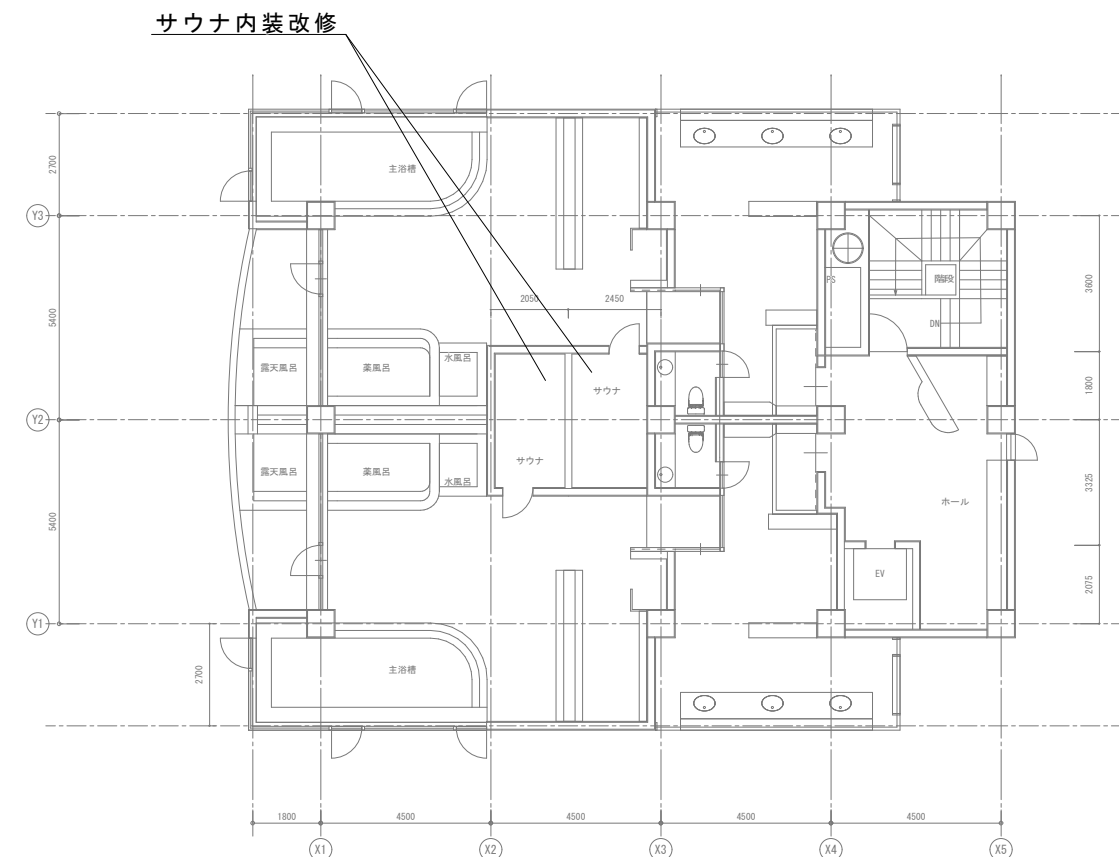 サウナ内装改修
2700
主浴槽
Y3
3600
PS
階段
2050
2450
DN
5400
水風呂
露天風呂
薬風呂
サウナ
1800
Y2
サウナ
露天風呂
薬風呂
水風呂
3325
ホール
5400
EV
2075
Y1
主浴槽
2700
1800
4500
4500
4500
4500
X1
X2
X3
X4
X5